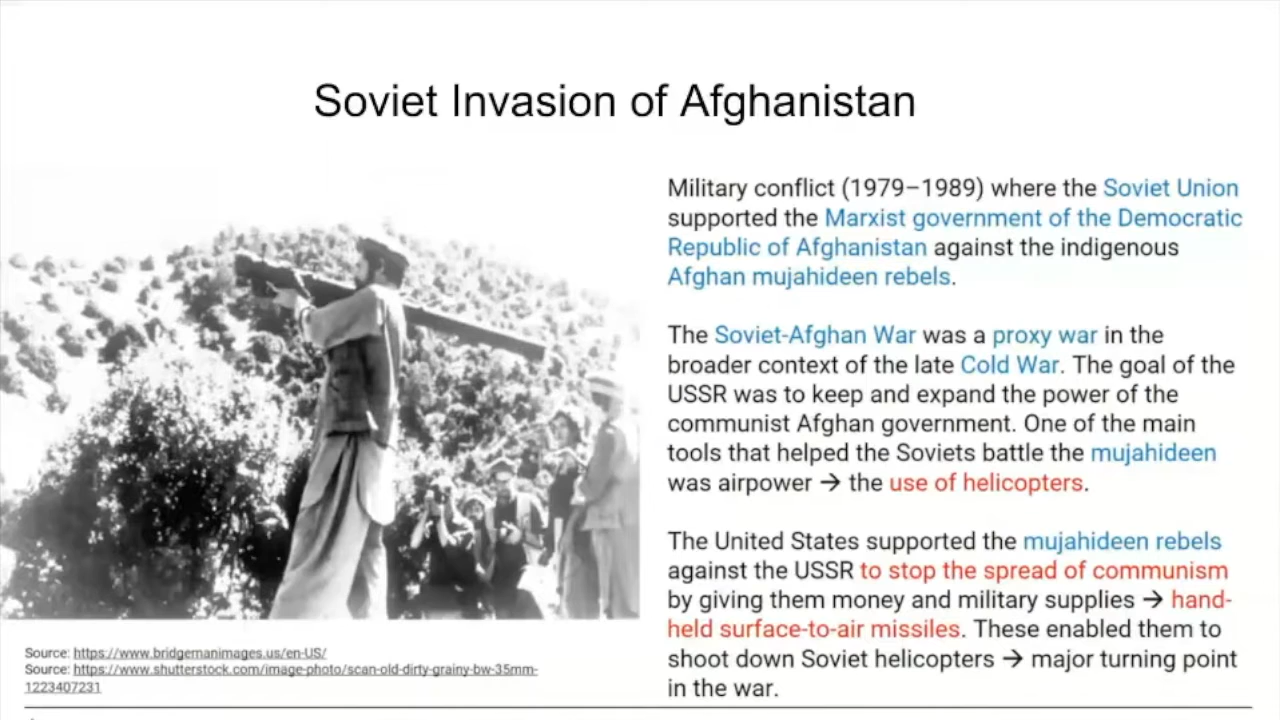 Soviet Invasion of Afghanistan
Military conflict (1979–1989) where the Soviet Union
supported the Marxist government of the Democratic
Republic of Afghanistan against the indigenous
Afghan mujahideen rebels.
The Soviet-Afghan War was a proxy war in the
broader context of the late Cold War. The goal of the
USSR was to keep and expand the power of the
communist Afghan government. One of the main
tools that helped the Soviets battle the mujahideen
was airpower → the use of helicopters.
The United States supported the mujahideen rebels
against the USSR to stop the spread of communism
by giving them money and military supplies → hand-
held surface-to-air missiles. These enabled them to
shoot down Soviet helicopters → major turning point
in the war.
Source: https://www.bridgemanimages.us/en-US/
Source: https://www.shutterstock.com/image-photo/scan-old-dirty-grainy-bw-35mm-
1223407231